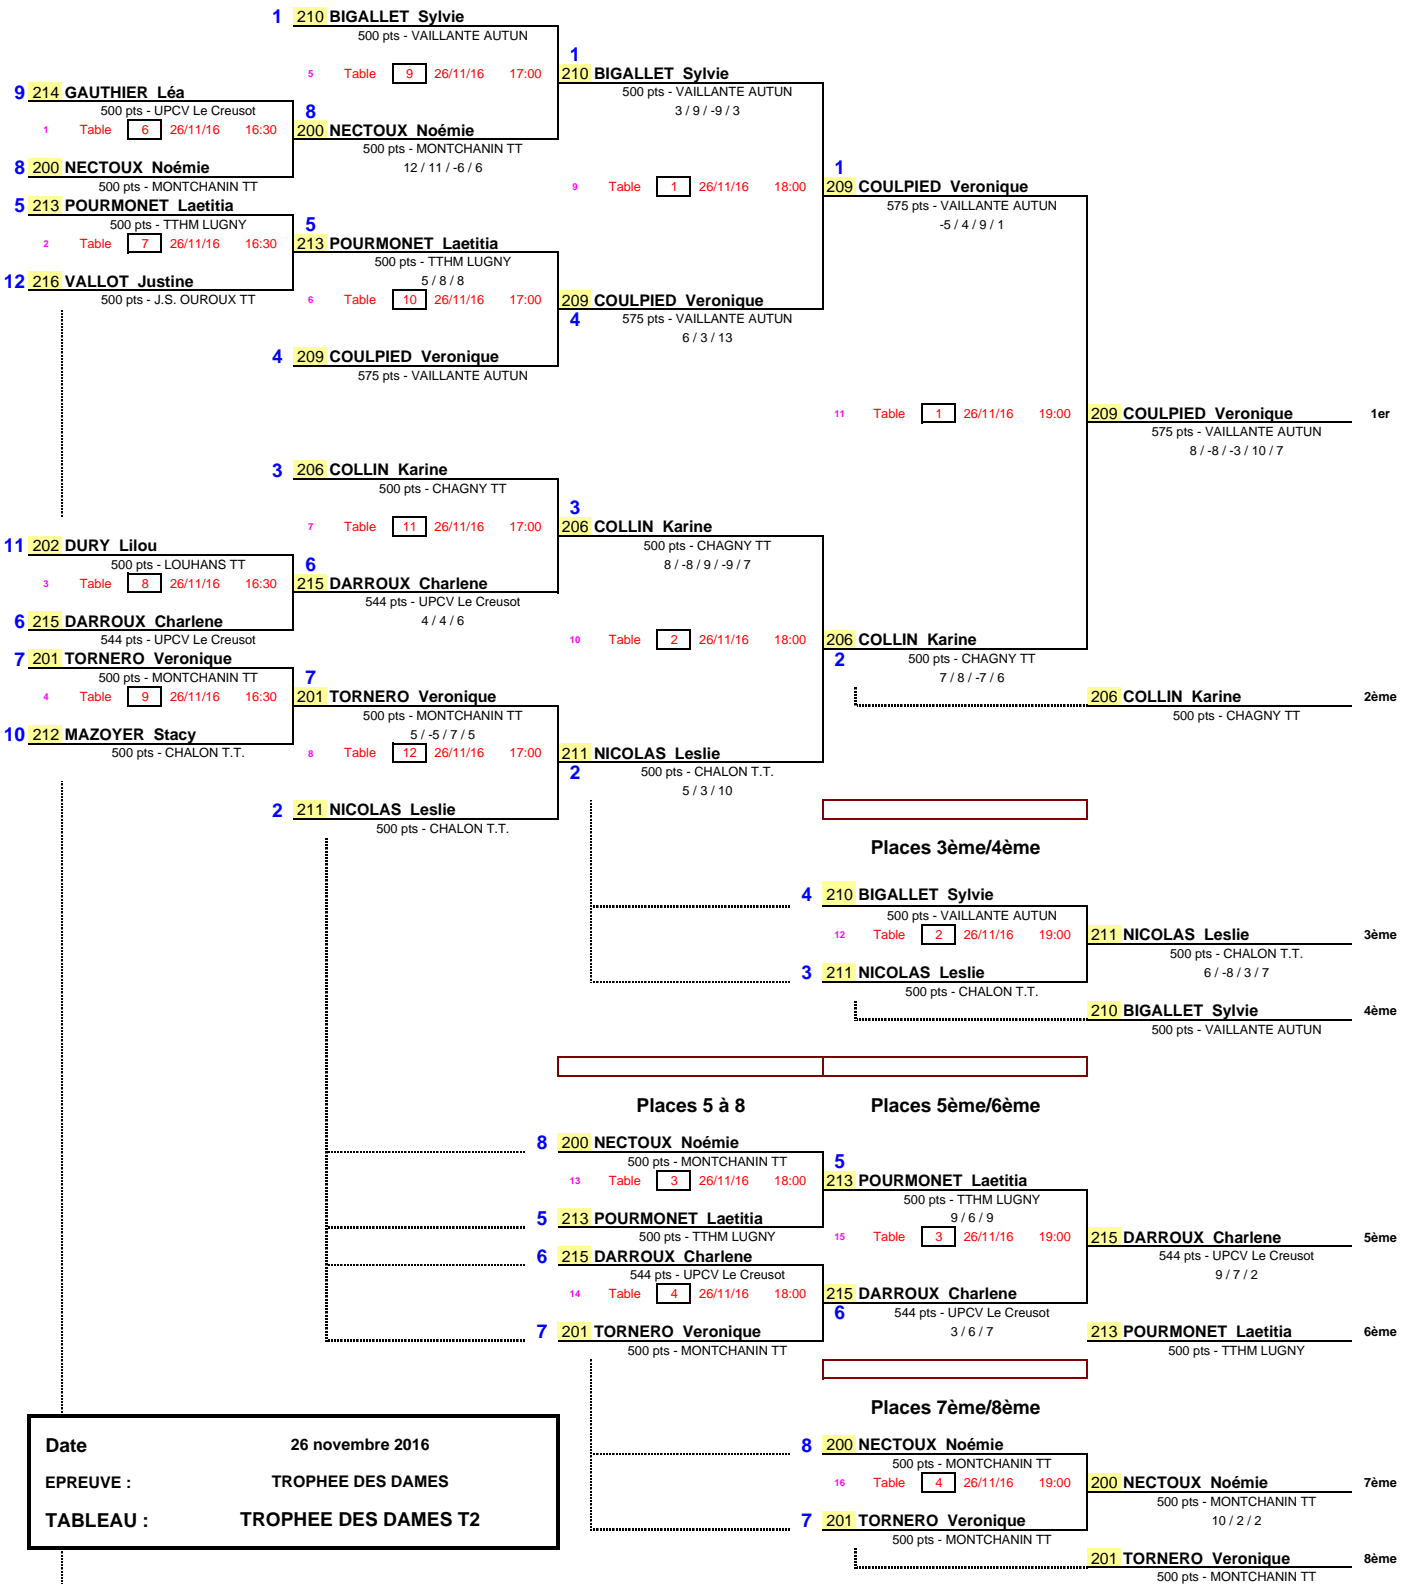 1 210 BIGALLET Sylvie
500 pts - VAILLANTE AUTUN
1
5 Table 9 26/11/16 17:00 210 BIGALLET Sylvie
9 214 GAUTHIER Léa 500 pts - VAILLANTE AUTUN
500 pts - UPCV Le Creusot 8 3 / 9 / -9 / 3
1 Table 6 26/11/16 16:30 200 NECTOUX Noémie
500 pts - MONTCHANIN TT
8 200 NECTOUX Noémie 12 / 11 / -6 / 6 1
500 pts - MONTCHANIN TT 9 Table 1 26/11/16 18:00 209 COULPIED Veronique
5 213 POURMONET Laetitia 575 pts - VAILLANTE AUTUN
500 pts - TTHM LUGNY 5 -5 / 4 / 9 / 1
2 Table 7 26/11/16 16:30 213 POURMONET Laetitia
500 pts - TTHM LUGNY
12 216 VALLOT Justine 5 / 8 / 8
500 pts - J.S. OUROUX TT 6 Table 10 26/11/16 17:00 209 COULPIED Veronique
4 575 pts - VAILLANTE AUTUN
6 / 3 / 13
4 209 COULPIED Veronique
575 pts - VAILLANTE AUTUN
11 Table 1 26/11/16 19:00 209 COULPIED Veronique 1er
575 pts - VAILLANTE AUTUN
8 / -8 / -3 / 10 / 7
3 206 COLLIN Karine
500 pts - CHAGNY TT
3
7 Table 11 26/11/16 17:00 206 COLLIN Karine
11 202 DURY Lilou 500 pts - CHAGNY TT
500 pts - LOUHANS TT 6 8 / -8 / 9 / -9 / 7
3 Table 8 26/11/16 16:30 215 DARROUX Charlene
544 pts - UPCV Le Creusot
6 215 DARROUX Charlene 4 / 4 / 6
544 pts - UPCV Le Creusot 10 Table 2 26/11/16 18:00 206 COLLIN Karine
7 201 TORNERO Veronique 2 500 pts - CHAGNY TT
500 pts - MONTCHANIN TT 7 7 / 8 / -7 / 6
4 Table 9 26/11/16 16:30 201 TORNERO Veronique 206 COLLIN Karine 2ème
500 pts - MONTCHANIN TT 500 pts - CHAGNY TT
10 212 MAZOYER Stacy 5 / -5 / 7 / 5
500 pts - CHALON T.T. 8 Table 12 26/11/16 17:00 211 NICOLAS Leslie
2 500 pts - CHALON T.T.
5 / 3 / 10
2 211 NICOLAS Leslie
500 pts - CHALON T.T.
Places 3ème/4ème
4 210 BIGALLET Sylvie
500 pts - VAILLANTE AUTUN
12 Table 2 26/11/16 19:00 211 NICOLAS Leslie 3ème
500 pts - CHALON T.T.
3 211 NICOLAS Leslie 6 / -8 / 3 / 7
500 pts - CHALON T.T.
210 BIGALLET Sylvie 4ème
500 pts - VAILLANTE AUTUN
Places 5 à 8 Places 5ème/6ème
8 200 NECTOUX Noémie
500 pts - MONTCHANIN TT 5
13 Table 3 26/11/16 18:00 213 POURMONET Laetitia
500 pts - TTHM LUGNY
5 213 POURMONET Laetitia 9 / 6 / 9
500 pts - TTHM LUGNY 15 Table 3 26/11/16 19:00 215 DARROUX Charlene 5ème
6 215 DARROUX Charlene 544 pts - UPCV Le Creusot
544 pts - UPCV Le Creusot 9 / 7 / 2
14 Table 4 26/11/16 18:00 215 DARROUX Charlene
6 544 pts - UPCV Le Creusot
7 201 TORNERO Veronique 3 / 6 / 7 213 POURMONET Laetitia 6ème
500 pts - MONTCHANIN TT 500 pts - TTHM LUGNY
Places 7ème/8ème
8 200 NECTOUX Noémie
500 pts - MONTCHANIN TT
16 Table 4 26/11/16 19:00 200 NECTOUX Noémie 7ème
500 pts - MONTCHANIN TT
7 201 TORNERO Veronique 10 / 2 / 2
500 pts - MONTCHANIN TT
201 TORNERO Veronique 8ème
500 pts - MONTCHANIN TT
Date 26 novembre 2016
EPREUVE : TROPHEE DES DAMES
TABLEAU : TROPHEE DES DAMES T2